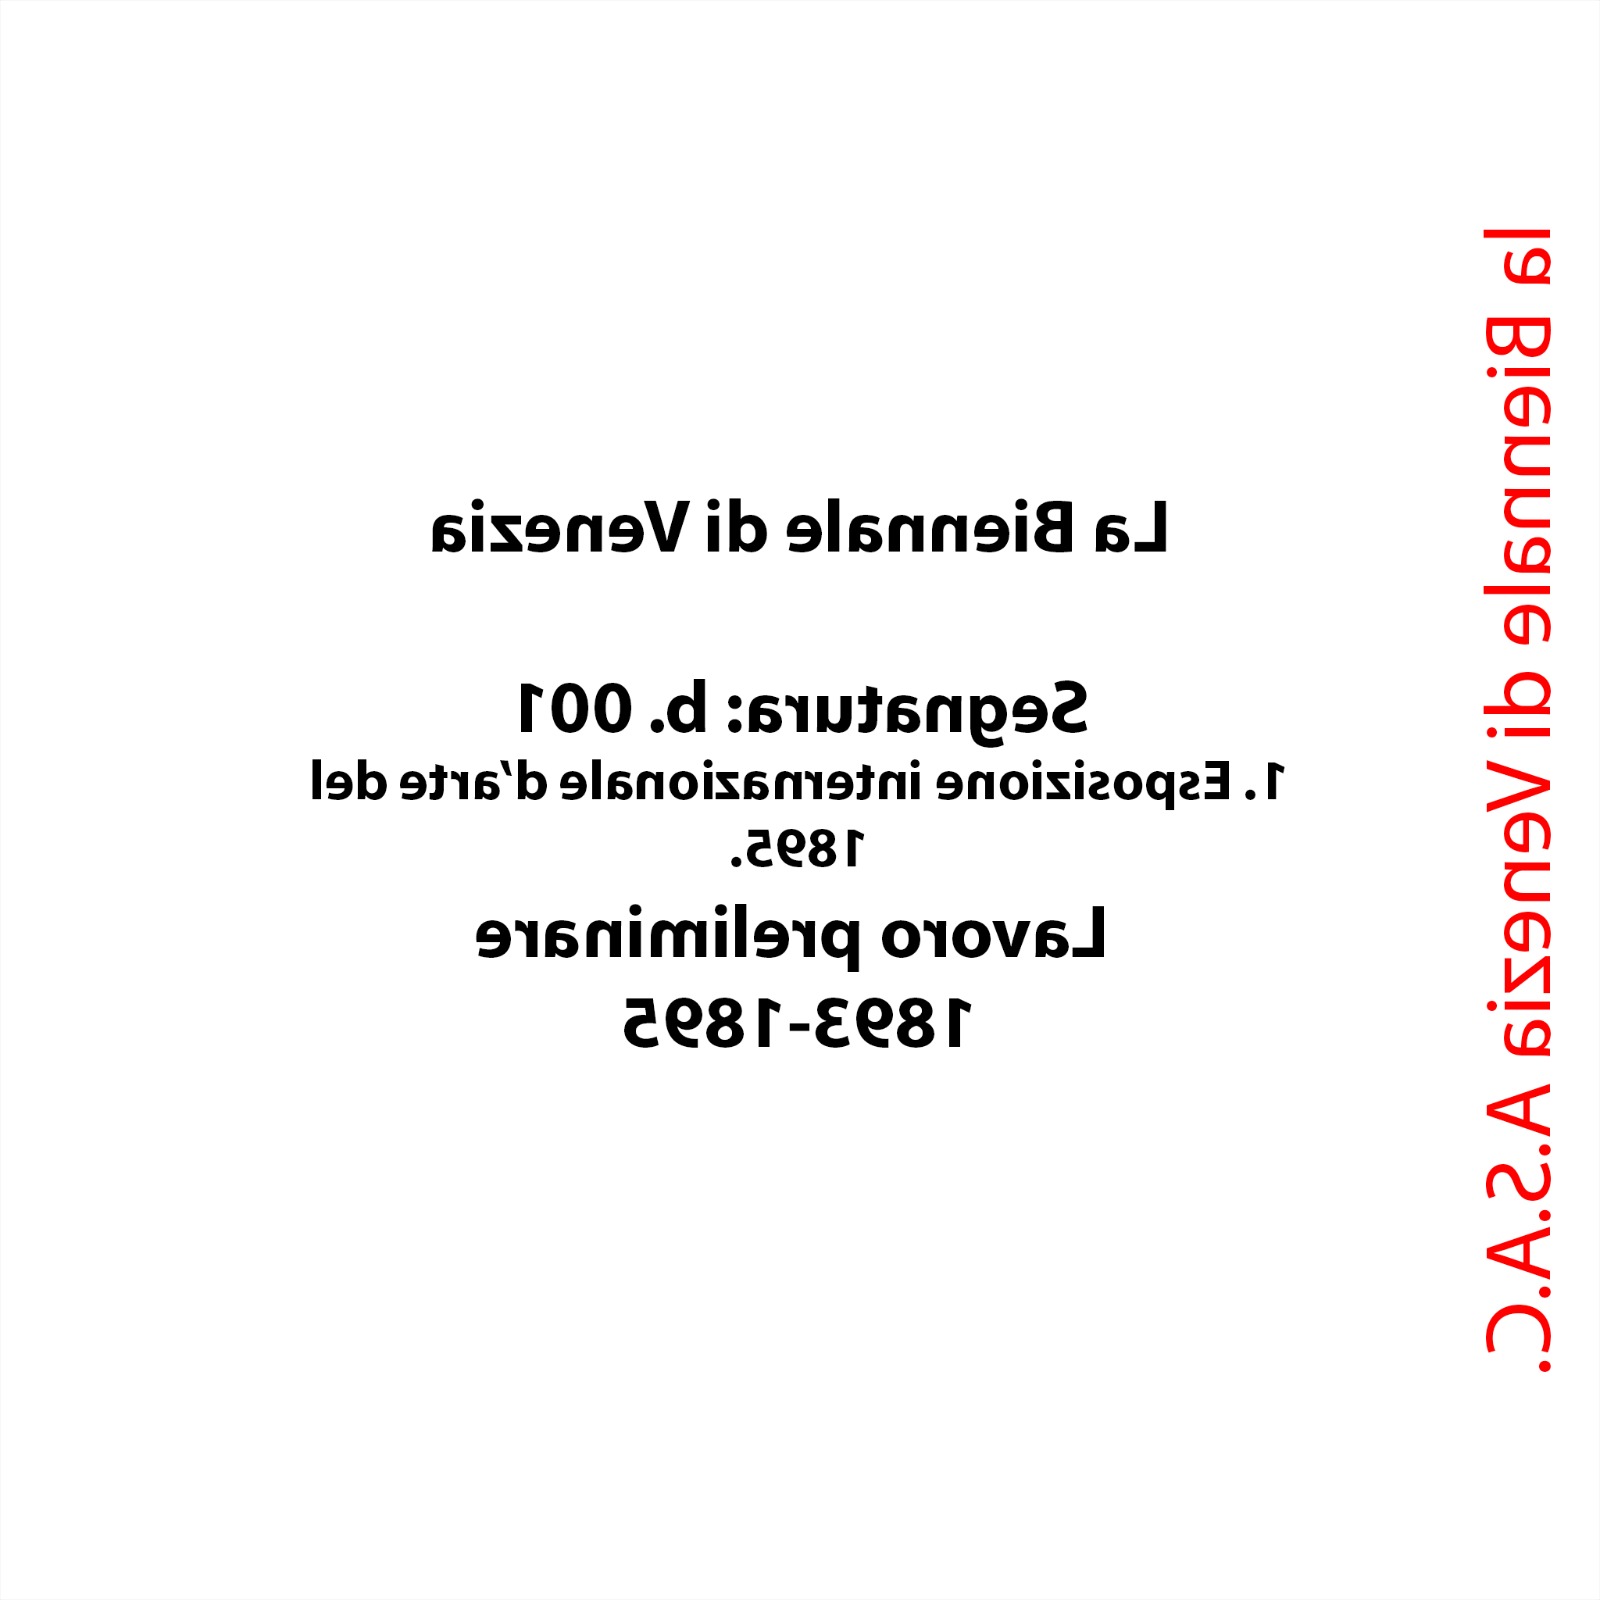 La Biennale di Venezia
Segnatura: b. 001
1. Esposizione internazionale d’arte del
1895.
Lavoro preliminare
1893-1895
la Biennale di Venezia A.S.A.C.